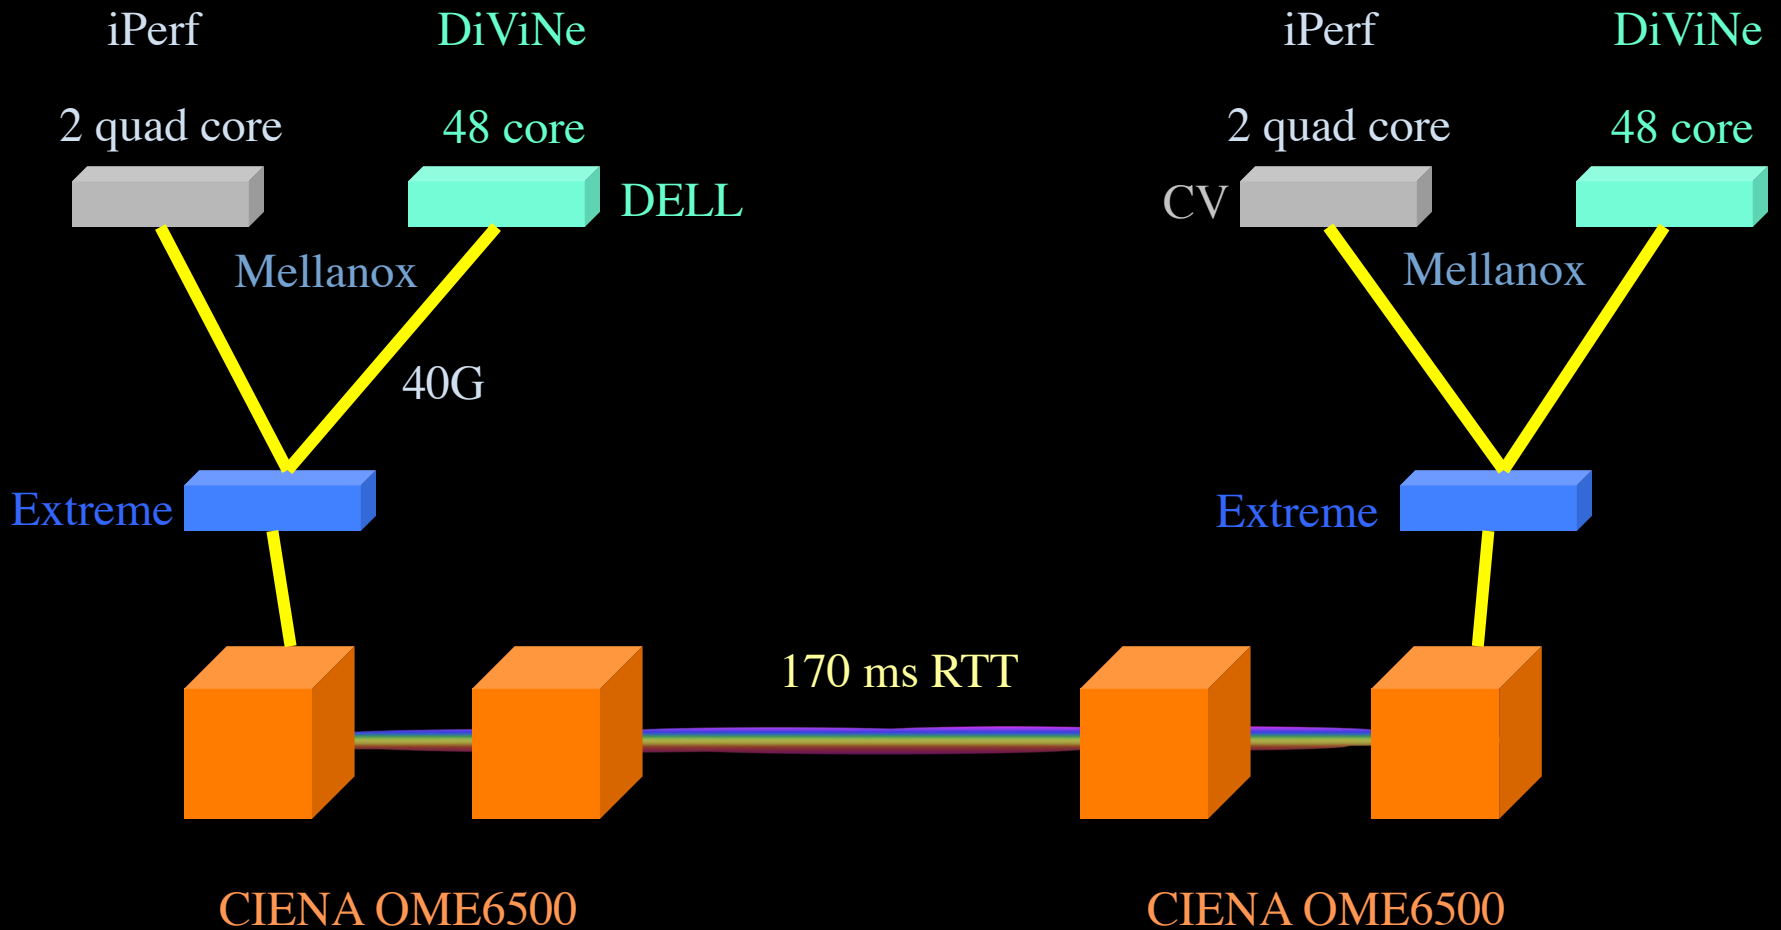 iPerf
DiViNe
iPerf
DiViNe
2 quad core
48 core
2 quad core
48 core
DELL
CV
Mellanox
Mellanox
40G
Extreme
Extreme
170 ms RTT
CIENA OME6500
CIENA OME6500